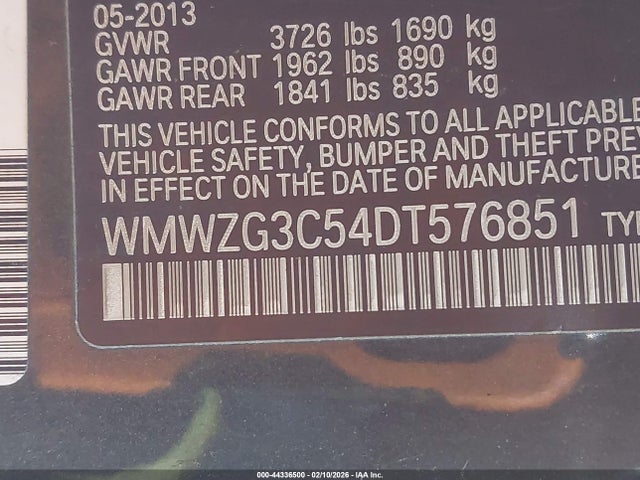 05-2013
GVWR 3726 lbs 1690 kg
GAWR FRONT 1962 lbs 890 kg
GAWR REAR 1841 lbs 835 kg
THIS VEHICLE CONFORMS TO ALL APPLICABLE
VEHICLE SAFETY, BUMPER AND THEFT PRE
IN EFFECT ON THE DATE OF MANUFACTURE
WMWZG3C54DT576851 TYP
000-44336500 - 02/10/2026 - IAA Inc.